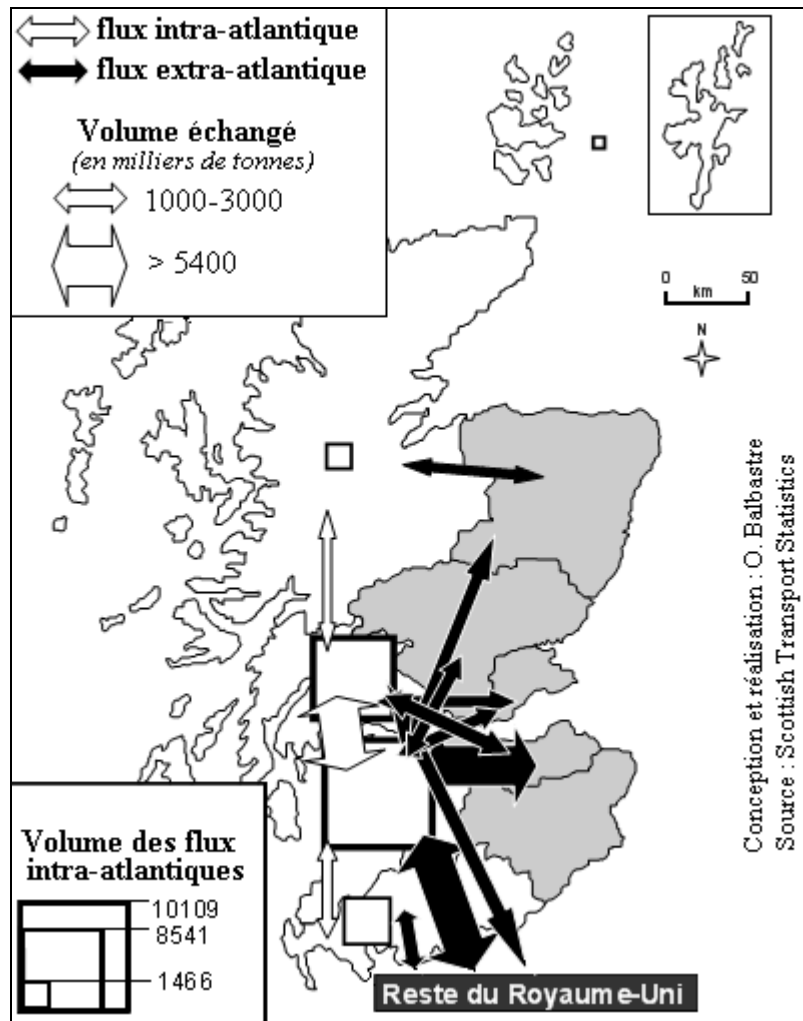 flux intra-atlantique
flux extra-atlantique
Volume échangé
(en milliers de tonnes)
1000-3000
> 5400
0 50
km
N
Conception et réalisation : O. Balbastre
Source : Scottish Transport Statistics
Volume des flux
intra-atlantiques
10109
8541
1466
Reste du Royaume-Uni